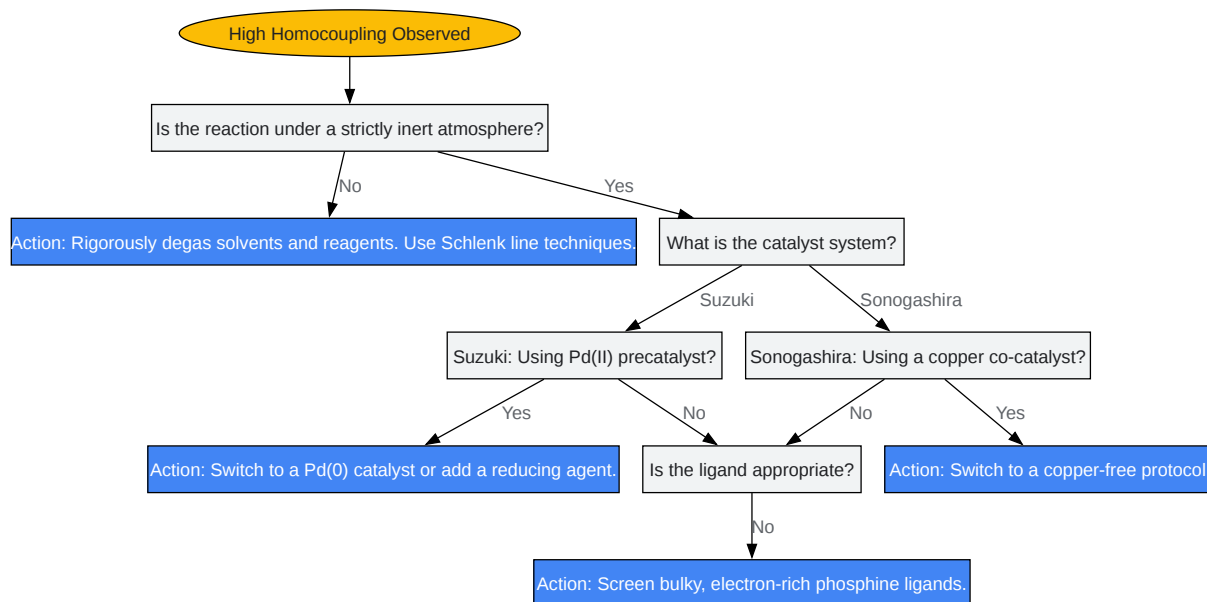 High Homocoupling Observed
Is the reaction under a strictly inert atmosphere?
No
Yes
Action: Rigorously degas solvents and reagents. Use Schlenk line techniques.
What is the catalyst system?
Suzuki
Sonogashira
Suzuki: Using Pd(II) precatalyst?
Sonogashira: Using a copper co-catalyst?
Yes
No
No
Yes
Action: Switch to a Pd(0) catalyst or add a reducing agent.
Is the ligand appropriate?
Action: Switch to a copper-free protocol.
No
Action: Screen bulky, electron-rich phosphine ligands.